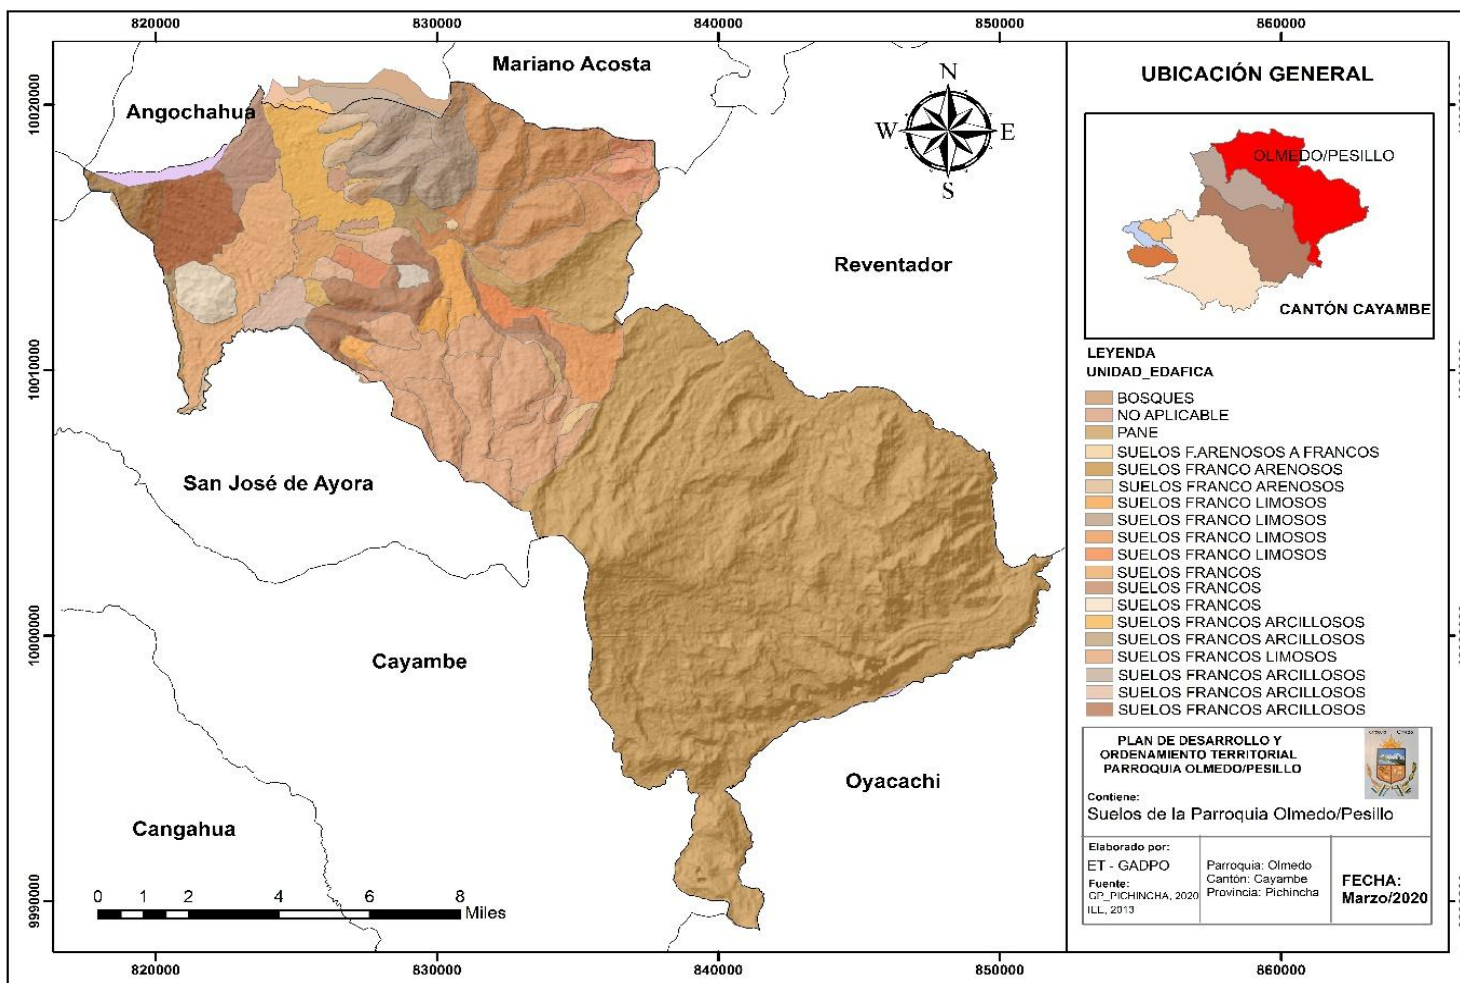 820000
830000
840000
850000
860000
10020000
10010000
10000000
9990000
Mariano Acosta
Angochahua
N
W
E
S
Reventador
San José de Ayora
Cayambe
Cangahua
Oyacachi
0 1 2 4 6 8
Miles
820000
830000
840000
850000
860000
UBICACIÓN GENERAL
OLMEDO/PESILLO
CANTÓN CAYAMBE
LEYENDA
UNIDAD_EDAFICA
BOSQUES
NO APLICABLE
PANE
SUELOS F.ARENOSOS A FRANCOS
SUELOS FRANCO ARENOSOS
SUELOS FRANCO ARENOSOS
SUELOS FRANCO LIMOSOS
SUELOS FRANCO LIMOSOS
SUELOS FRANCO LIMOSOS
SUELOS FRANCO LIMOSOS
SUELOS FRANCOS
SUELOS FRANCOS
SUELOS FRANCOS
SUELOS FRANCOS ARCILLOSOS
SUELOS FRANCOS ARCILLOSOS
SUELOS FRANCOS LIMOSOS
SUELOS FRANCOS ARCILLOSOS
SUELOS FRANCOS ARCILLOSOS
SUELOS FRANCOS ARCILLOSOS
PLAN DE DESARROLLO Y
ORDENAMIENTO TERRITORIAL
PARROQUIA OLMEDO/PESILLO
Contiene:
Suelos de la Parroquia Olmedo/Pesillo
Elaborado por:
ET - GADPO
Fuente:
GP_PICHINCHA, 2020
IEE, 2013
Parroquia: Olmedo
Cantón: Cayambe
Provincia: Pichincha
FECHA:
Marzo/2020